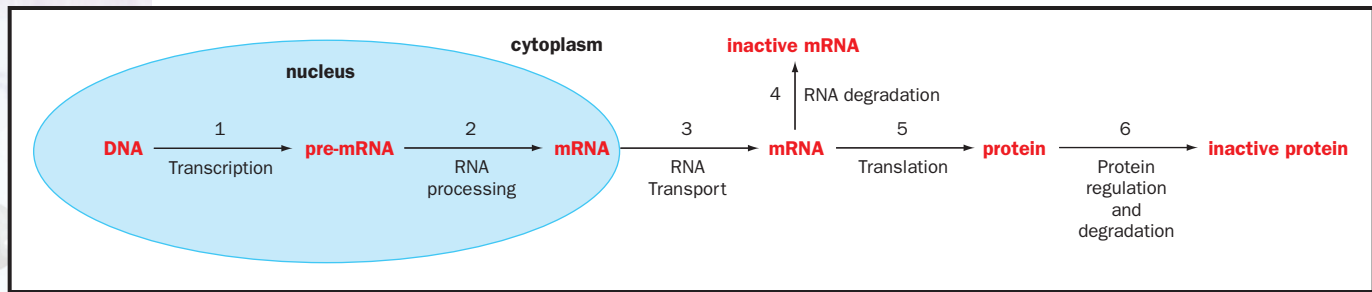 cytoplasm
inactive mRNA
nucleus
4 RNA degradation
1
2
3
5
6
DNA
pre-mRNA
mRNA
mRNA
protein
inactive protein
Transcription
RNA
processing
RNA
Transport
Translation
Protein
regulation
and
degradation